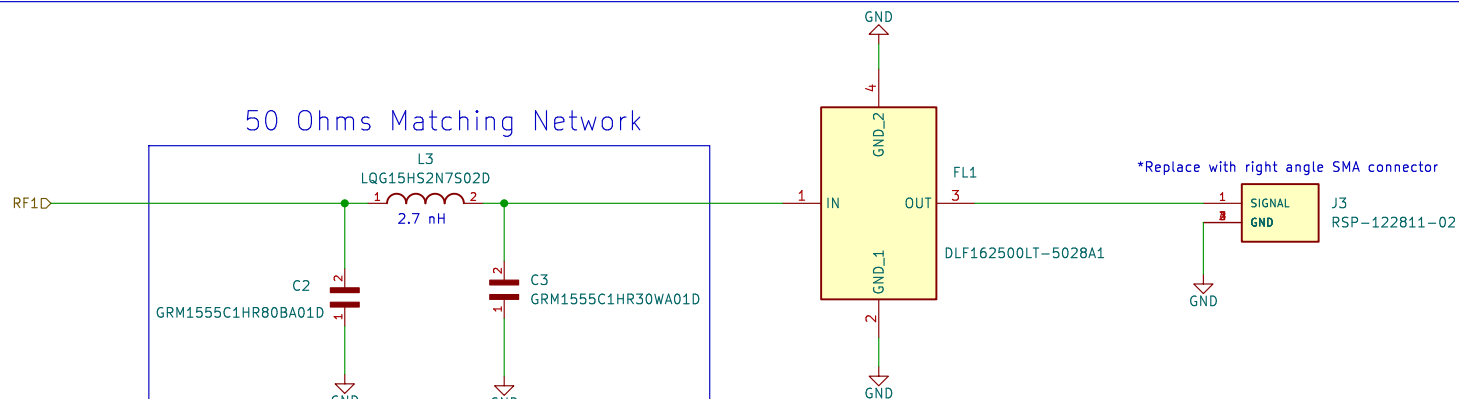 GND
4
GND_2
50 Ohms Matching Network
L3
LQG15HS2N7S02D
*Replace with right angle SMA connector
FL1
RF1
1
2
2.7 nH
1
IN
OUT
3
1
SIGNAL
J3
GND
RSP-122811-02
DLF162500LT-5028A1
GND_1
C2
2
1
GRM1555C1HR80BA01D
2
1
C3
GRM1555C1HR30WA01D
GND
2
GND